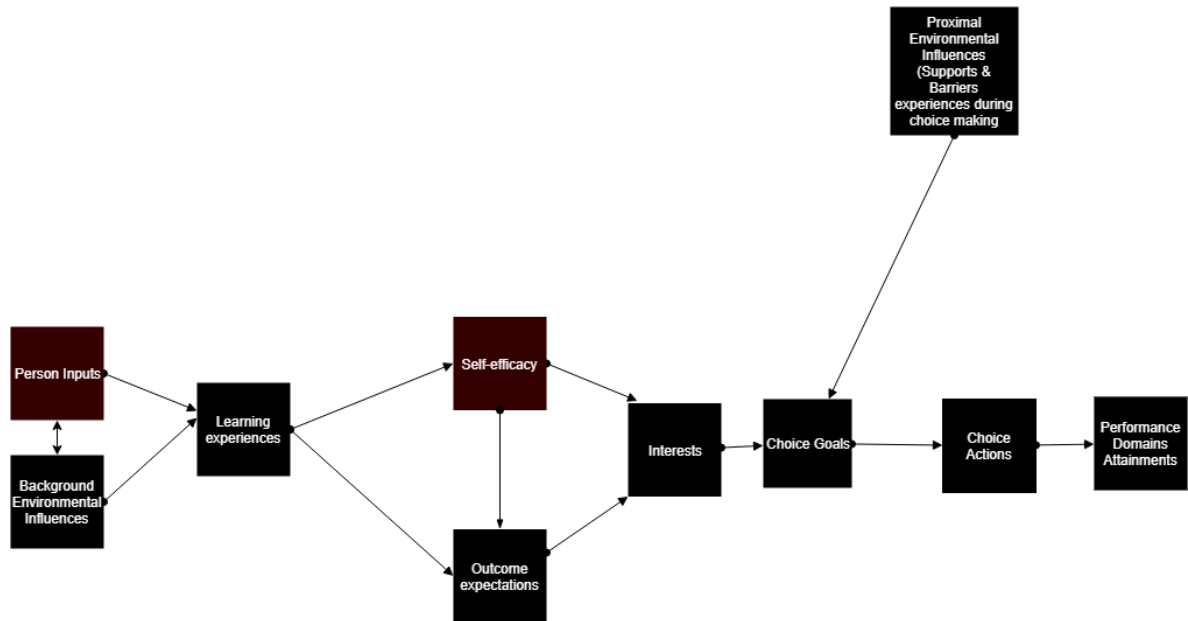 Proximal
Environmental
Influences
(Supports &
Barriers
experiences during
choice making
Person Inputs
Background
Environmental
Influences
Learning
experiences
Self-efficacy
Outcome
expectations
Interests
Choice Goals
Choice
Actions
Performance
Domains
Attainments